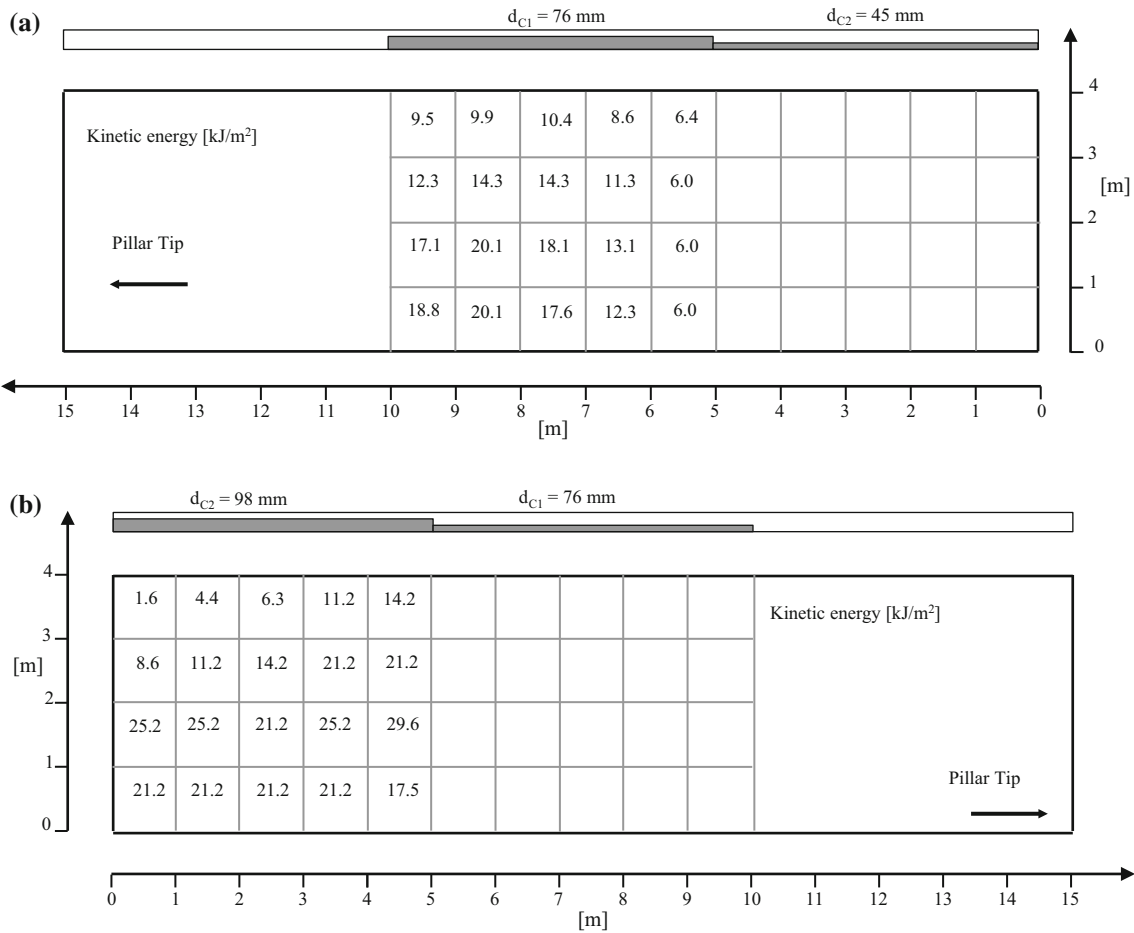 (a)
d_C1 = 76 mm d_C2 = 45 mm
4
9.5 9.9 10.4 8.6 6.4
Kinetic energy [kJ/m²]
3
12.3 14.3 14.3 11.3 6.0
[m]
2
Pillar Tip
17.1 20.1 18.1 13.1 6.0
1
18.8 20.1 17.6 12.3 6.0
0
15 14 13 12 11 10 9 8 7 6 5 4 3 2 1 0
[m]
(b)
d_C2 = 98 mm d_C1 = 76 mm
4
1.6 4.4 6.3 11.2 14.2
Kinetic energy [kJ/m²]
3
[m]
8.6 11.2 14.2 21.2 21.2
2
25.2 25.2 21.2 25.2 29.6
1
Pillar Tip
21.2 21.2 21.2 21.2 17.5
0
0 1 2 3 4 5 6 7 8 9 10 11 12 13 14 15
[m]